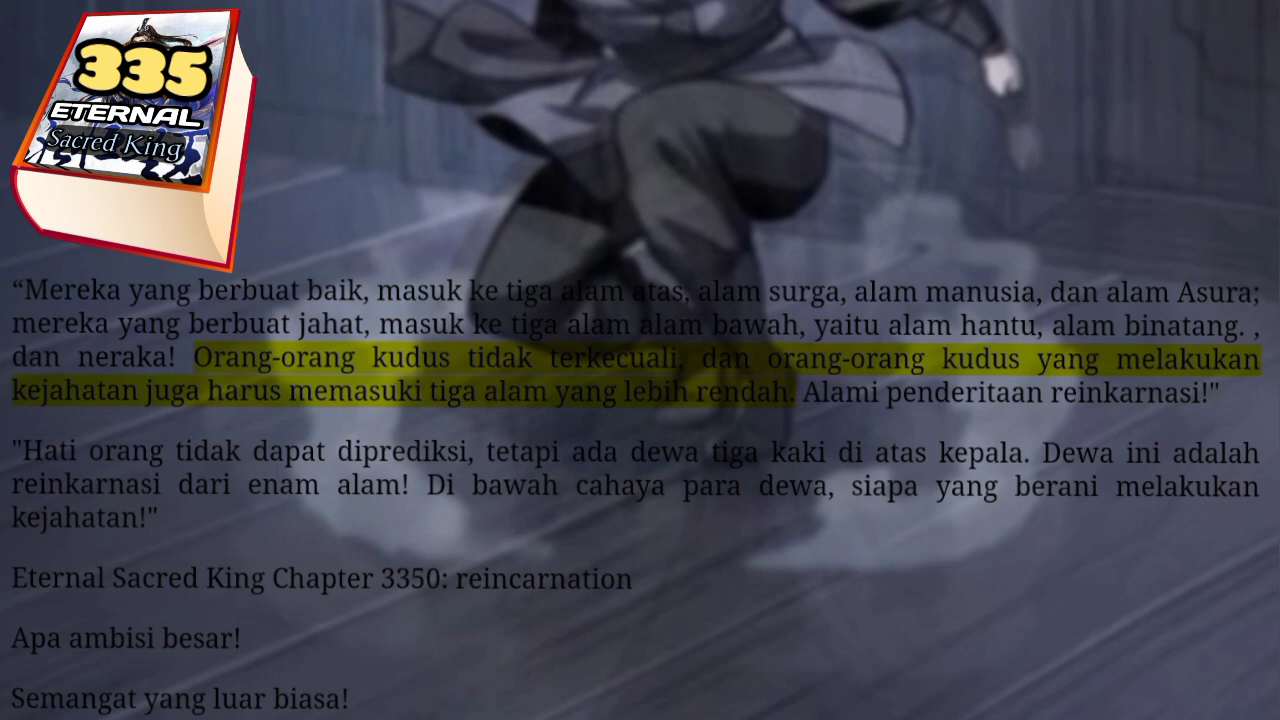 335
ETERNAL
Sacred King
“Mereka yang berbuat baik, masuk ke tiga alam atas, alam surga, alam manusia, dan alam Asura;
mereka yang berbuat jahat, masuk ke tiga alam alam bawah, yaitu alam hantu, alam binatang. ,
dan neraka! Orang-orang kudus tidak terkecuali, dan orang-orang kudus yang melakukan
kejahatan juga harus memasuki tiga alam yang lebih rendah. Alami penderitaan reinkarnasi!"
"Hati orang tidak dapat diprediksi, tetapi ada dewa tiga kaki di atas kepala. Dewa ini adalah
reinkarnasi dari enam alam! Di bawah cahaya para dewa, siapa yang berani melakukan
kejahatan!"
Eternal Sacred King Chapter 3350: reincarnation
Apa ambisi besar!
Semangat yang luar biasa!